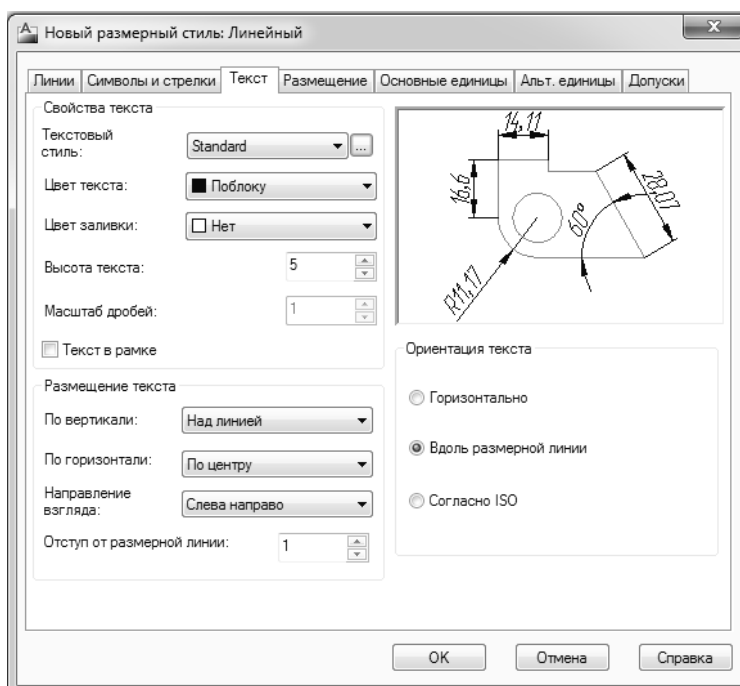 Новый размерный стиль: Линейный
Линии Символы и стрелки Текст Размещение Основные единицы Альт. единицы Допуски
Свойства текста
Текстовый стиль: Standard ...
Цвет текста: Поблоку
Цвет заливки: Нет
Высота текста: 5
Масштаб дробей: 1
Текст в рамке
Размещение текста
По вертикали: Над линией
По горизонтали: По центру
Направление взгляда: Слева направо
Отступ от размерной линии: 1
14,11
16,6
28,07
60°
R11,17
Ориентация текста
Горизонтально
Вдоль размерной линии
Согласно ISO
OK Отмена Справка